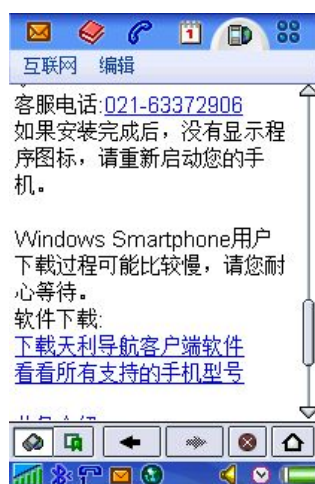 1
互联网 编辑
客服电话:021-63372906
如果安装完成后，没有显示程
序图标，请重新启动您的手
机。
Windows Smartphone用户
下载过程可能比较慢，请您耐
心等待。
软件下载:
下载天利导航客户端软件
看看所有支持的手机型号